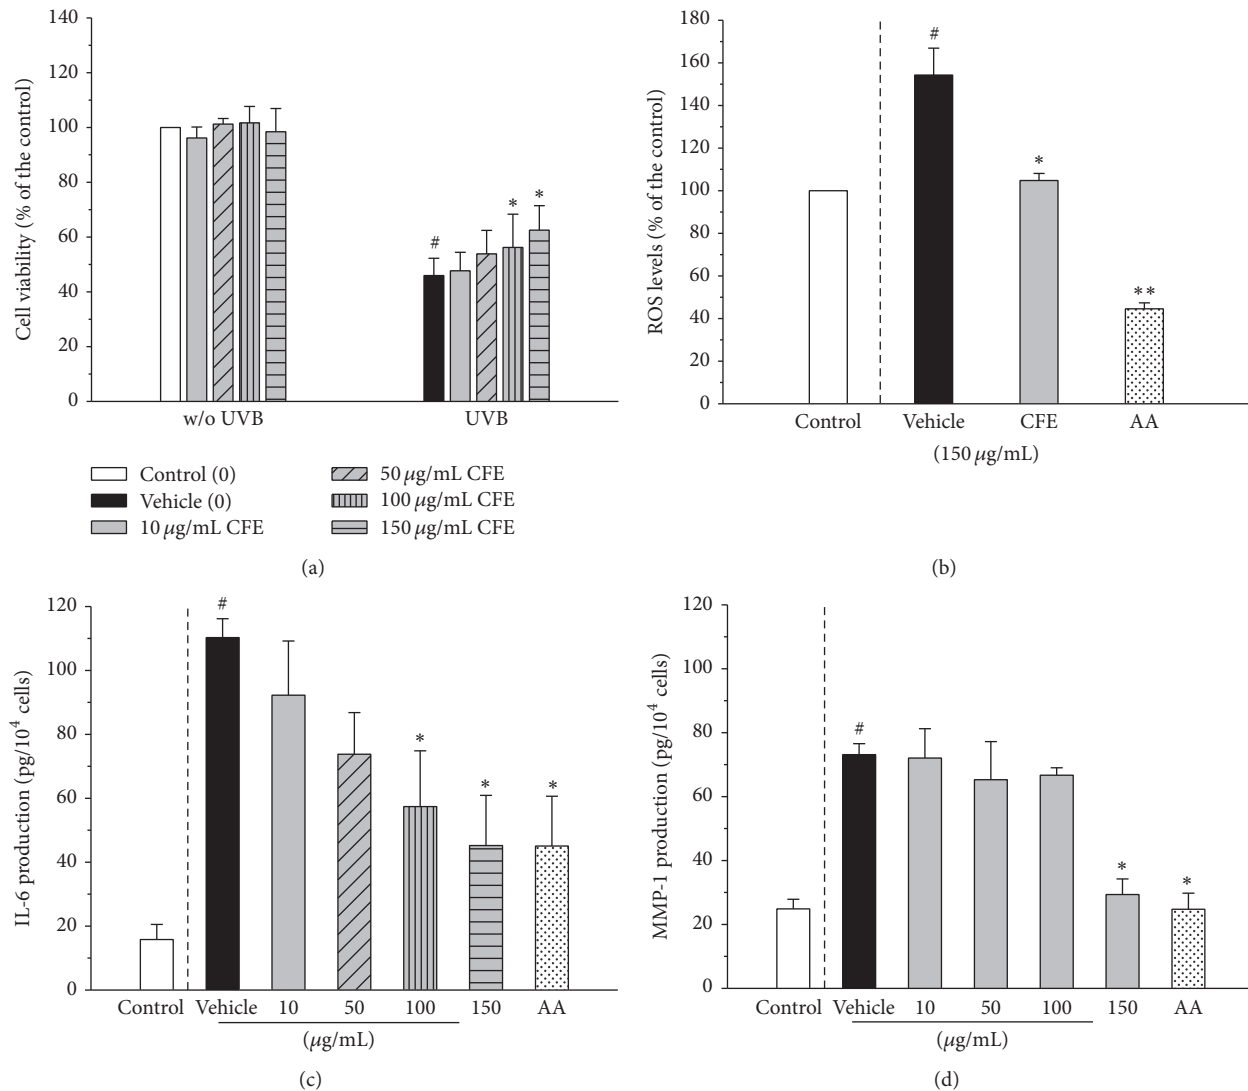 Cell viability (% of the control)
140
120
100
80
60
40
20
0
#
*
*
w/o UVB
UVB
Control (0)
Vehicle (0)
10 μg/mL CFE
50 μg/mL CFE
100 μg/mL CFE
150 μg/mL CFE
(a)
ROS levels (% of the control)
180
160
140
120
100
80
60
40
20
0
#
*
**
Control
Vehicle
CFE
AA
(150 μg/mL)
(b)
IL-6 production (pg/10⁴ cells)
120
100
80
60
40
20
0
#
*
*
*
Control
Vehicle
10
50
100
150
AA
(μg/mL)
(c)
MMP-1 production (pg/10⁴ cells)
120
100
80
60
40
20
0
#
*
*
Control
Vehicle
10
50
100
150
AA
(μg/mL)
(d)